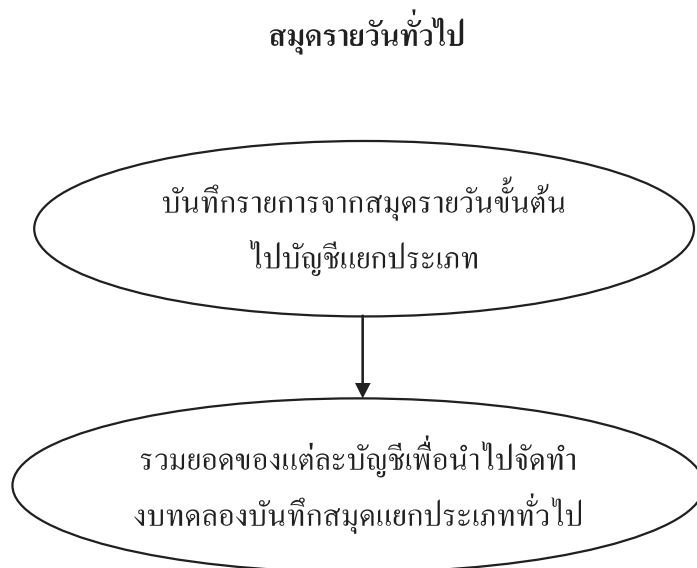 สมุดรายวันทั่วไป
บันทึกรายการจากสมุดรายวันขั้นต้น
ไปบัญชีแยกประเภท
รวมยอดของแต่ละบัญชีเพื่อนำไปจัดทำ
งบทดลองบันทึกสมุดแยกประเภททั่วไป